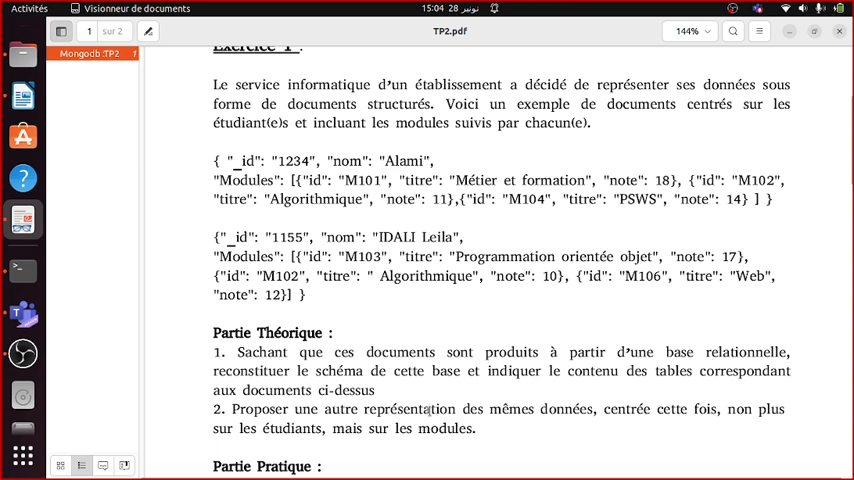 Activités
Visionneur de documents
15:04 28 نونبر
1 sur 2
TP2.pdf
144%
Mongodb :TP2 1
Exercice 1 :
Le service informatique d'un établissement a décidé de représenter ses données sous
forme de documents structurés. Voici un exemple de documents centrés sur les
étudiant(e)s et incluant les modules suivis par chacun(e).
{ "_id": "1234", "nom": "Alami",
"Modules": [{"id": "M101", "titre": "Métier et formation", "note": 18}, {"id": "M102",
"titre": "Algorithmique", "note": 11},{"id": "M104", "titre": "PSWS", "note": 14} ] }
{"_id": "1155", "nom": "IDALI Leila",
"Modules": [{"id": "M103", "titre": "Programmation orientée objet", "note": 17},
{"id": "M102", "titre": " Algorithmique", "note": 10}, {"id": "M106", "titre": "Web",
"note": 12}] }
Partie Théorique :
1. Sachant que ces documents sont produits à partir d'une base relationnelle,
reconstituer le schéma de cette base et indiquer le contenu des tables correspondant
aux documents ci-dessus
2. Proposer une autre représentation des mêmes données, centrée cette fois, non plus
sur les étudiants, mais sur les modules.
Partie Pratique :